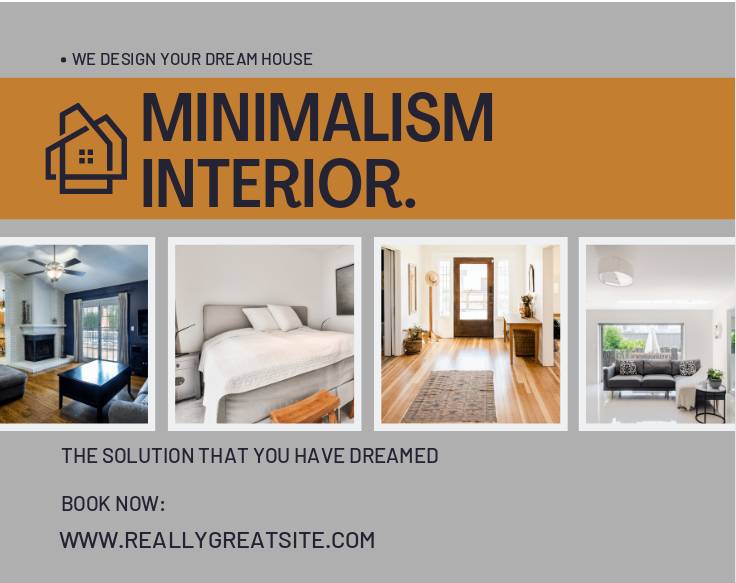 • WE DESIGN YOUR DREAM HOUSE
MINIMALISM
INTERIOR.
THE SOLUTION THAT YOU HAVE DREAMED
BOOK NOW:
WWW.REALLYGREATSITE.COM